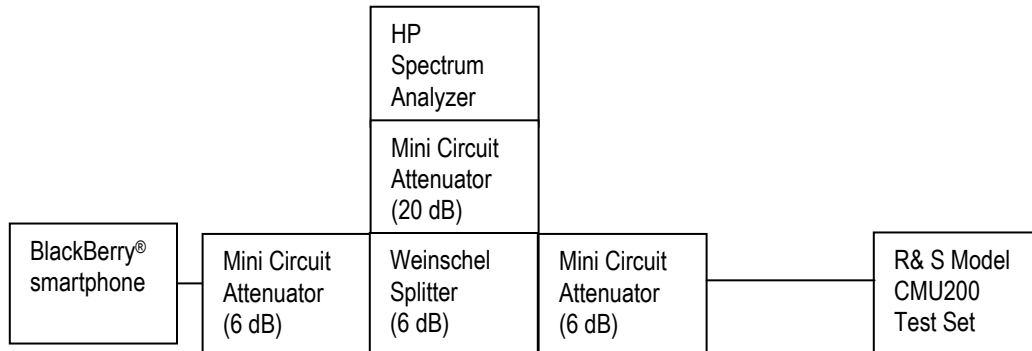 HP
Spectrum
Analyzer
Mini Circuit
Attenuator
(20 dB)
BlackBerry®
smartphone
Mini Circuit
Attenuator
(6 dB)
Weinschel
Splitter
(6 dB)
Mini Circuit
Attenuator
(6 dB)
R& S Model
CMU200
Test Set